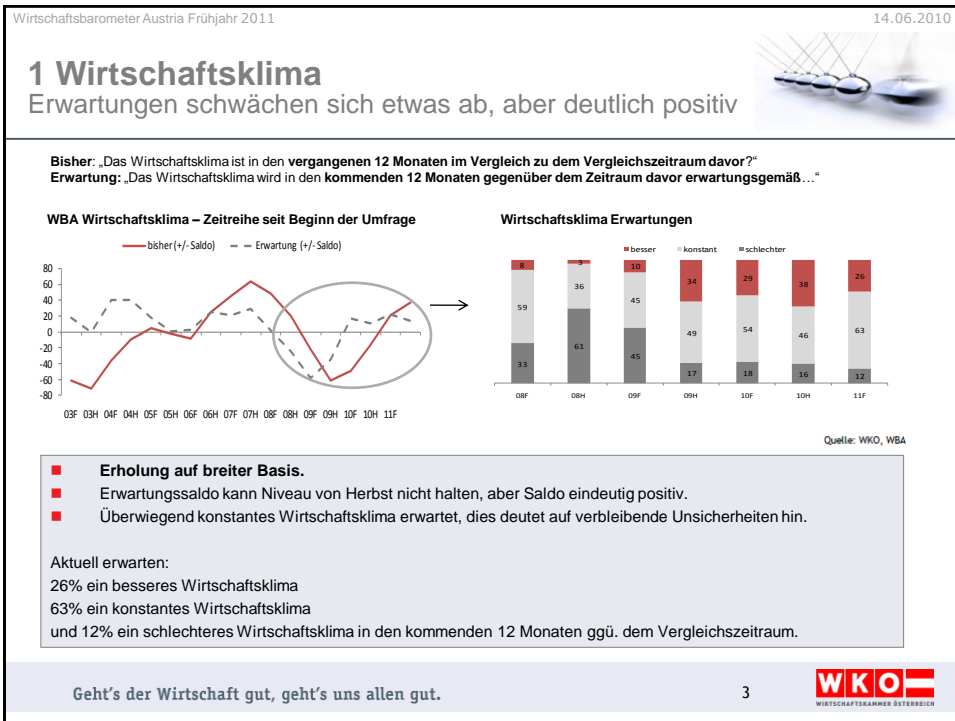 Wirtschaftsbarometer Austria Frühjahr 2011
14.06.2010
1 Wirtschaftsklima
Erwartungen schwächen sich etwas ab, aber deutlich positiv
Bisher: „Das Wirtschaftsklima ist in den vergangenen 12 Monaten im Vergleich zu dem Vergleichszeitraum davor?“
Erwartung: „Das Wirtschaftsklima wird in den kommenden 12 Monaten gegenüber dem Zeitraum davor erwartungsgemäß…“
WBA Wirtschaftsklima – Zeitreihe seit Beginn der Umfrage
bisher (+/- Saldo) Erwartung (+/- Saldo)
80
60
40
20
0
-20
-40
-60
-80
03F 03H 04F 04H 05F 05H 06F 06H 07F 07H 08F 08H 09F 09H 10F 10H 11F
Wirtschaftsklima Erwartungen
besser konstant schlechter
8 3 10 34 29 38 26
59 36 45 49 54 46 63
33 61 45 17 18 16 12
08F 08H 09F 09H 10F 10H 11F
Quelle: WKO, WBA
Erholung auf breiter Basis.
Erwartungssaldo kann Niveau von Herbst nicht halten, aber Saldo eindeutig positiv.
Überwiegend konstantes Wirtschaftsklima erwartet, dies deutet auf verbleibende Unsicherheiten hin.
Aktuell erwarten:
26% ein besseres Wirtschaftsklima
63% ein konstantes Wirtschaftsklima
und 12% ein schlechteres Wirtschaftsklima in den kommenden 12 Monaten ggü. dem Vergleichszeitraum.
Geht's der Wirtschaft gut, geht's uns allen gut.
3
WKO
WIRTSCHAFTSKAMMER ÖSTERREICH